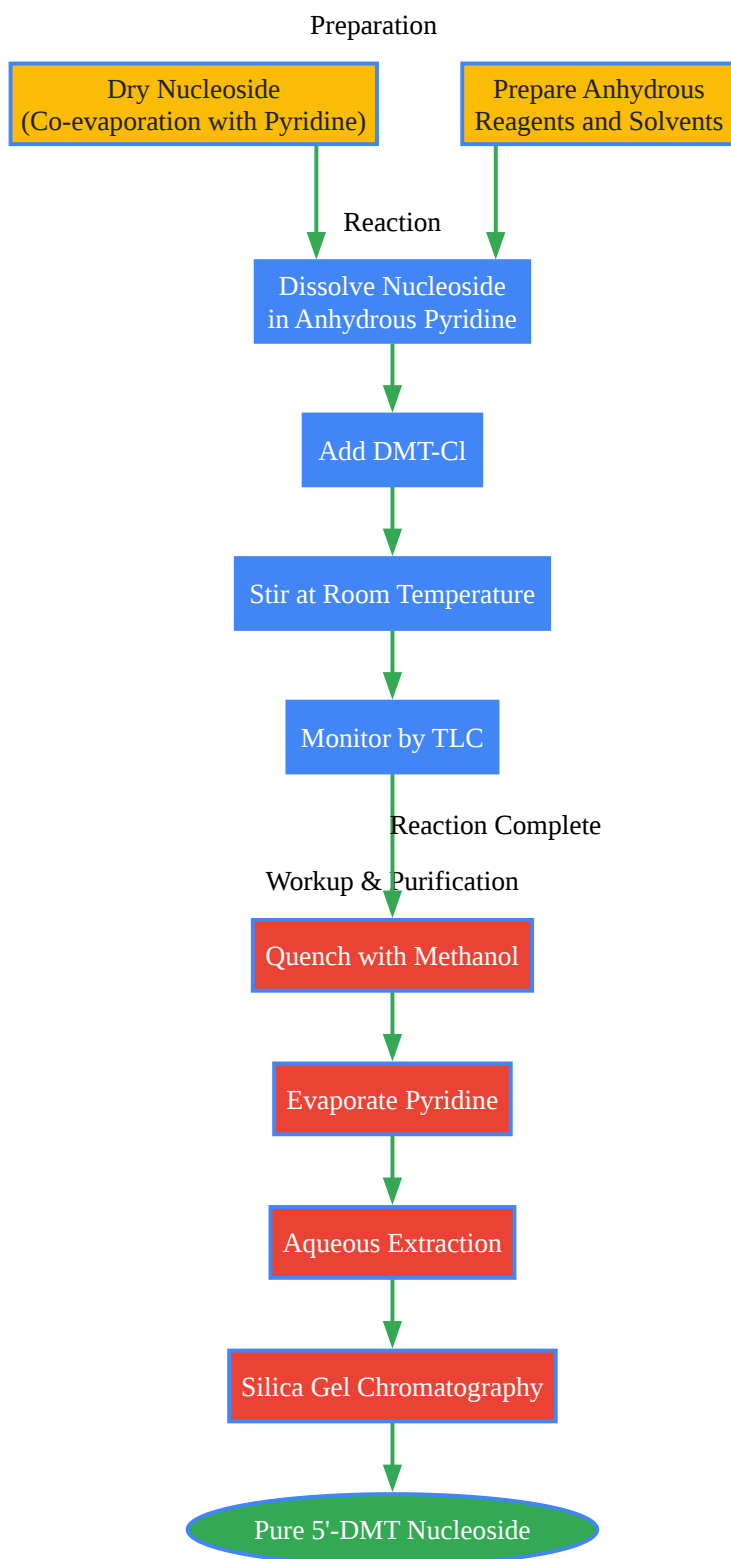 Preparation
Dry Nucleoside
(Co-evaporation with Pyridine)
Prepare Anhydrous
Reagents and Solvents
Reaction
Dissolve Nucleoside
in Anhydrous Pyridine
Add DMT-Cl
Stir at Room Temperature
Monitor by TLC
Reaction Complete
Workup & Purification
Quench with Methanol
Evaporate Pyridine
Aqueous Extraction
Silica Gel Chromatography
Pure 5'-DMT Nucleoside